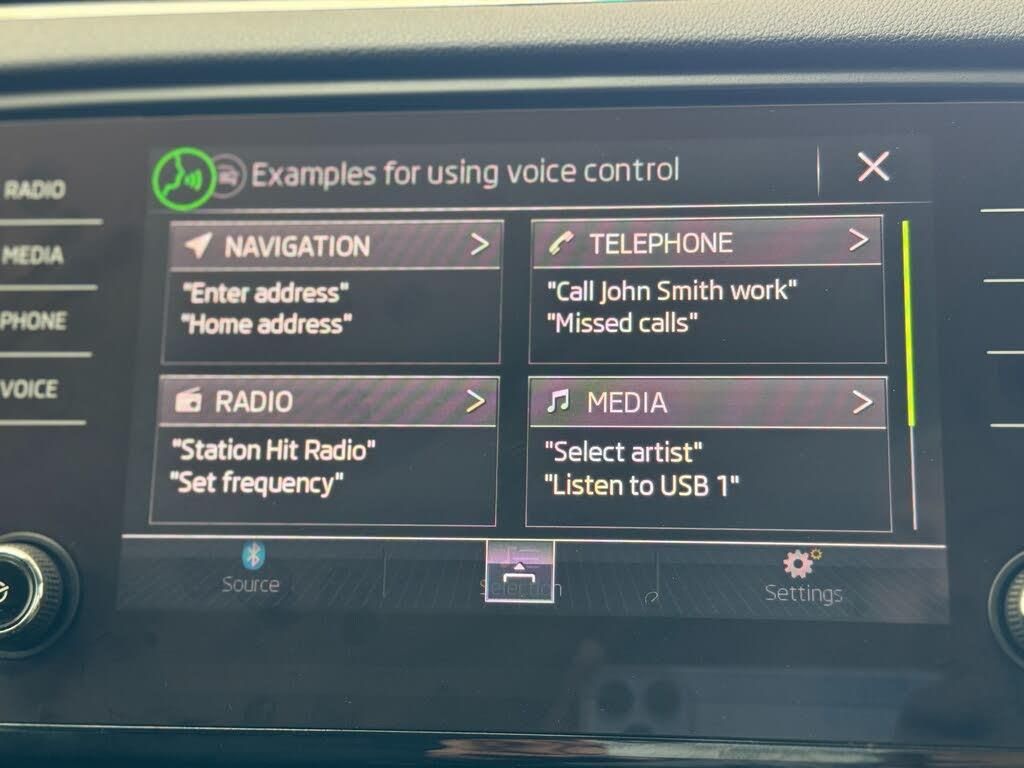 Examples for using voice control
RADIO
MEDIA
PHONE
VOICE
NAVIGATION
"Enter address"
"Home address"
TELEPHONE
"Call John Smith work"
"Missed calls"
RADIO
"Station Hit Radio"
"Set frequency"
MEDIA
"Select artist"
"Listen to USB 1"
Source
Selection
Settings